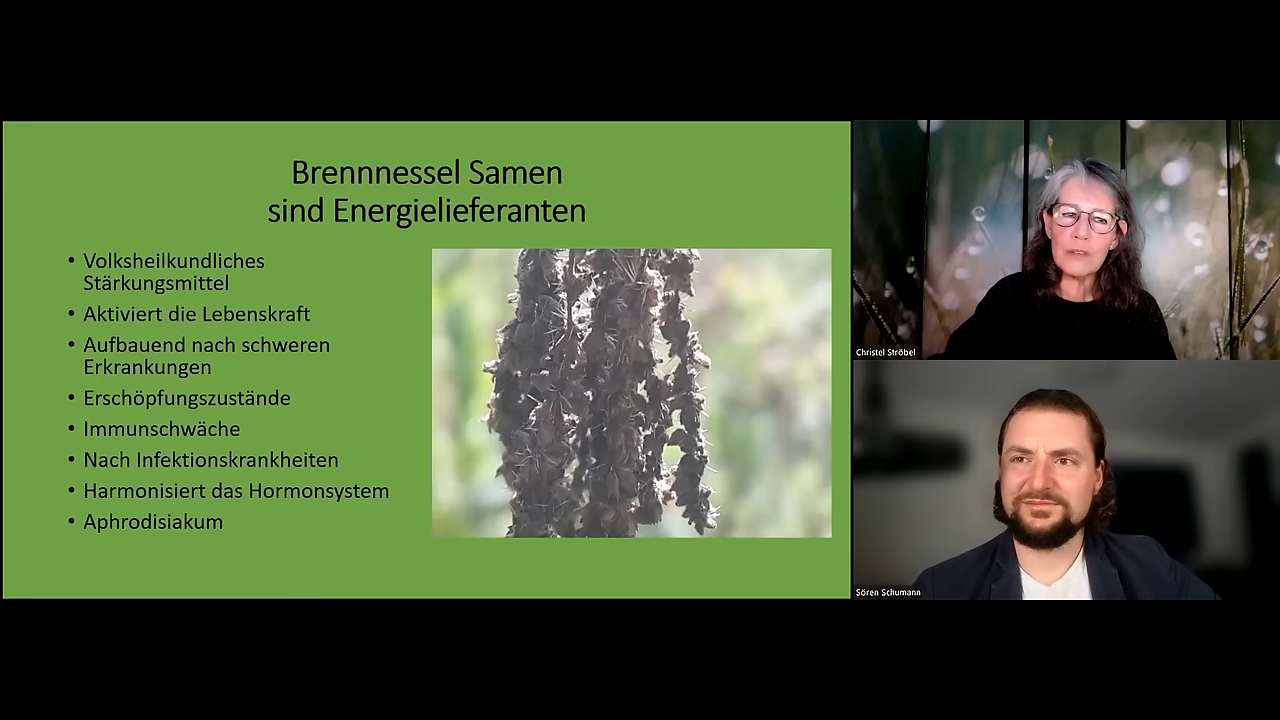 Brennnessel Samen
sind Energielieferanten
• Volksheilkundliches
Stärkungsmittel
• Aktiviert die Lebenskraft
• Aufbauend nach schweren
Erkrankungen
• Erschöpfungszustände
• Immunschwäche
• Nach Infektionskrankheiten
• Harmonisiert das Hormonsystem
• Aphrodisiakum
Christel Ströbel
Sören Schumann